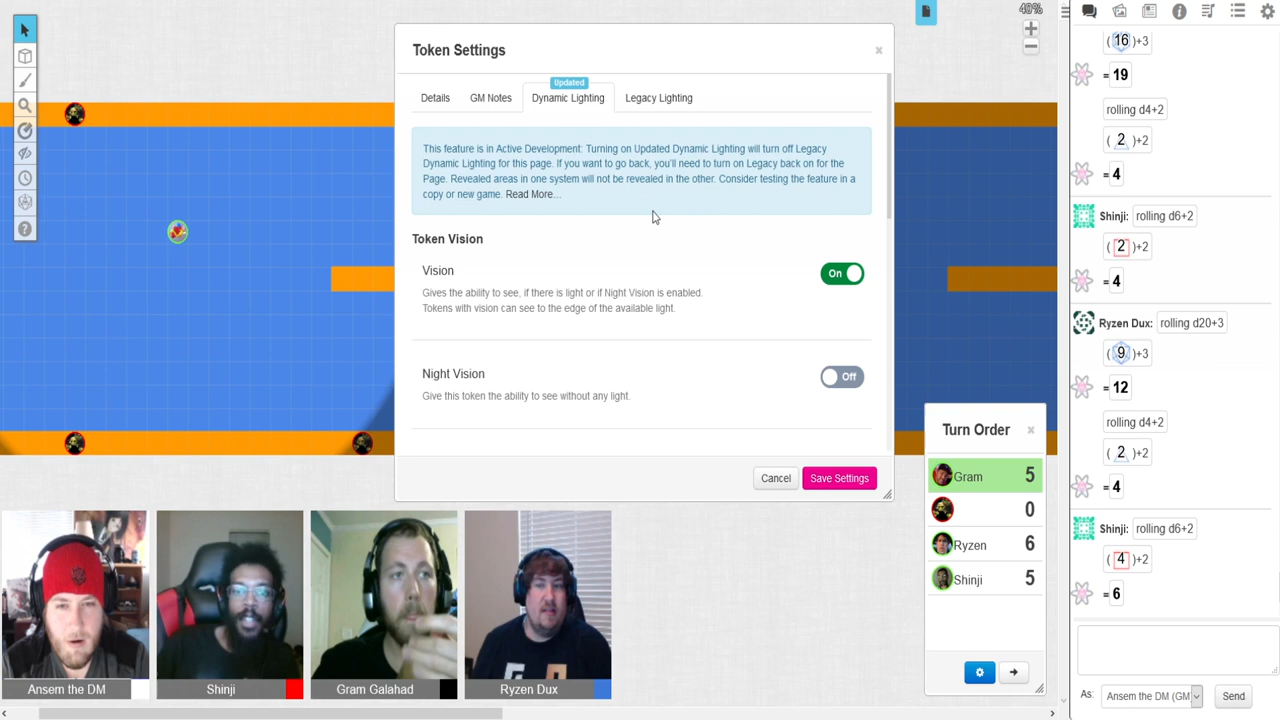 40%
Token Settings
×
Updated
Details GM Notes Dynamic Lighting Legacy Lighting
This feature is in Active Development: Turning on Updated Dynamic Lighting will turn off Legacy
Dynamic Lighting for this page. If you want to go back, you'll need to turn on Legacy back on for the
Page. Revealed areas in one system will not be revealed in the other. Consider testing the feature in a
copy or new game. Read More...
Token Vision
Vision
On
Gives the ability to see, if there is light or if Night Vision is enabled.
Tokens with vision can see to the edge of the available light.
Night Vision
Off
Give this token the ability to see without any light.
Cancel Save Settings
Turn Order ×
Gram 5
0
Ryzen 6
Shinji 5
Ansem the DM
Shinji
Gram Galahad
Ryzen Dux
(16)+3
=19
rolling d4+2
(2)+2
=4
Shinji: rolling d6+2
(2)+2
=4
Ryzen Dux: rolling d20+3
(9)+3
=12
rolling d4+2
(2)+2
=4
Shinji: rolling d6+2
(4)+2
=6
As: Ansem the DM (GM Send